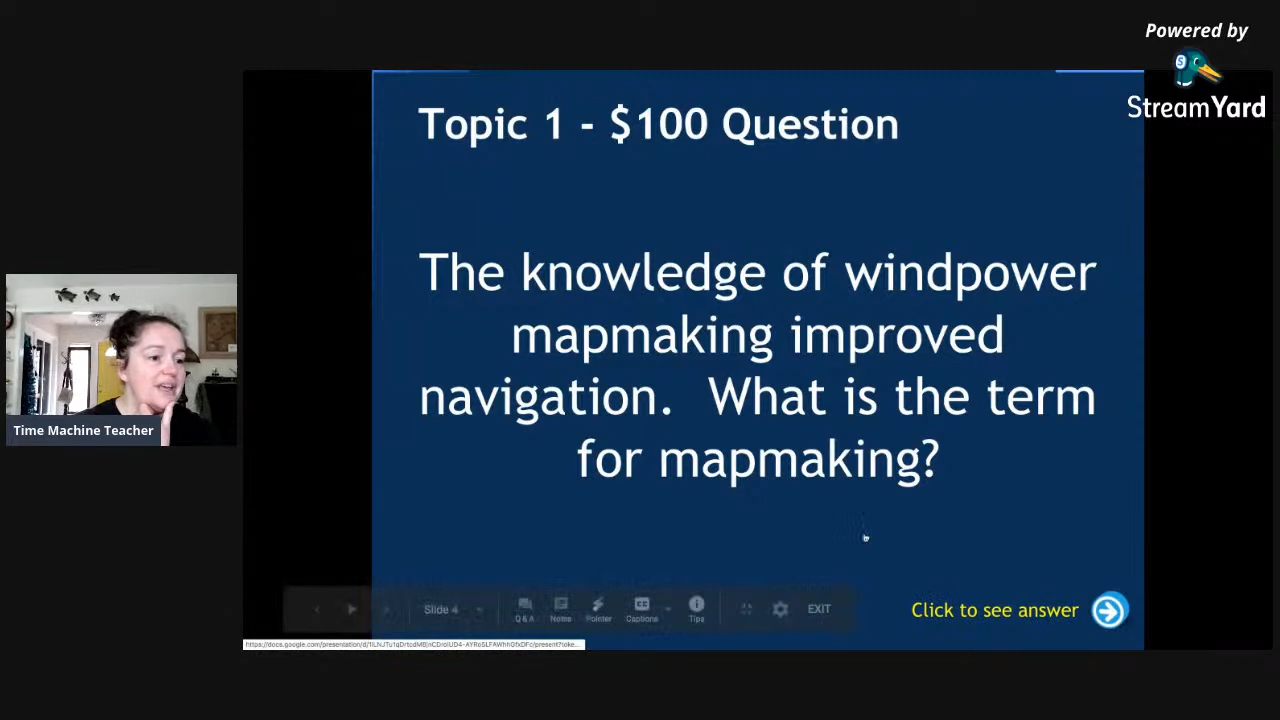 Powered by
StreamYard
Topic 1 - $100 Question
The knowledge of windpower
mapmaking improved
navigation. What is the term
for mapmaking?
Time Machine Teacher
Slide 4
Q&A
Notes
Pointer
Captions
Tips
EXIT
Click to see answer